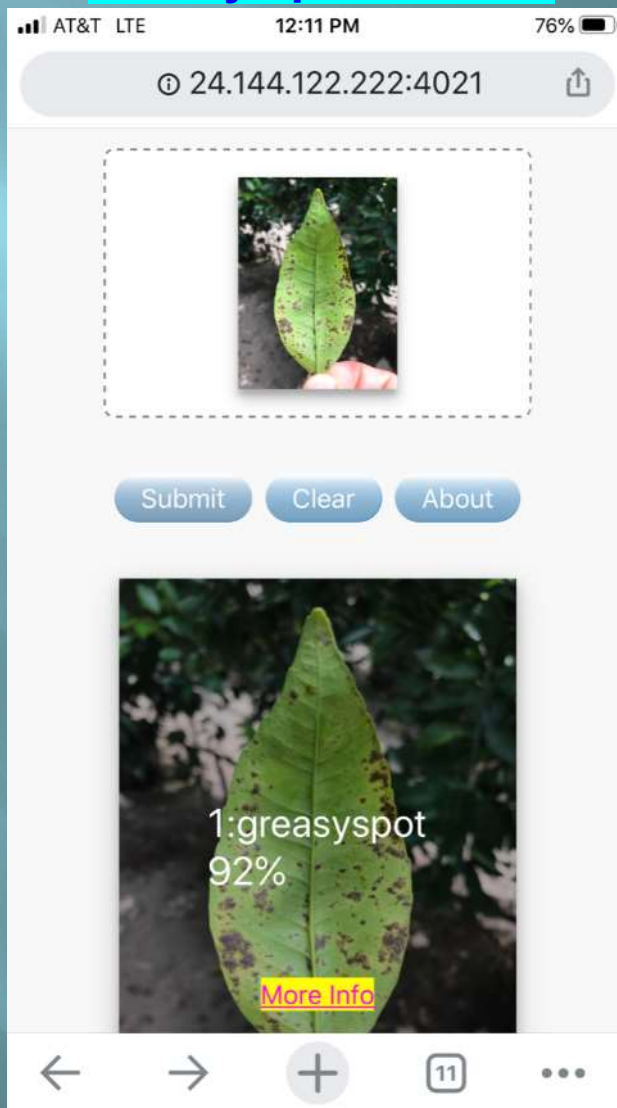 AT&T LTE 12:11 PM 76%
24.144.122.222:4021
Submit Clear About
1:greasyspot
92%
More Info
11